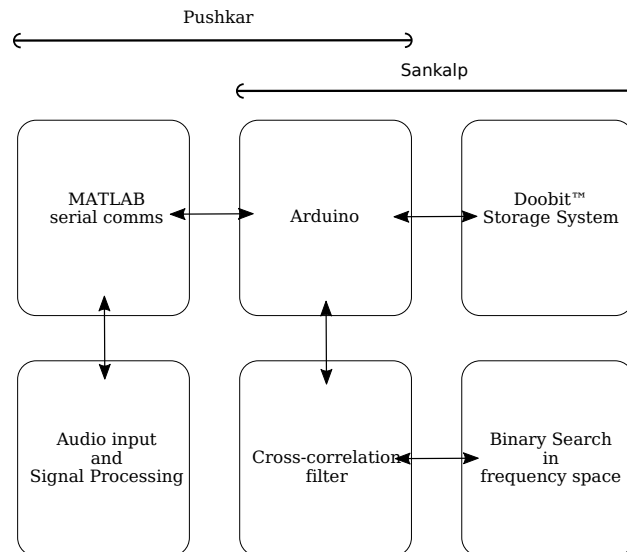 Pushkar
Sankalp
MATLAB
serial comms
Arduino
Doobit™
Storage System
Audio input
and
Signal Processing
Cross-correlation
filter
Binary Search
in
frequency space